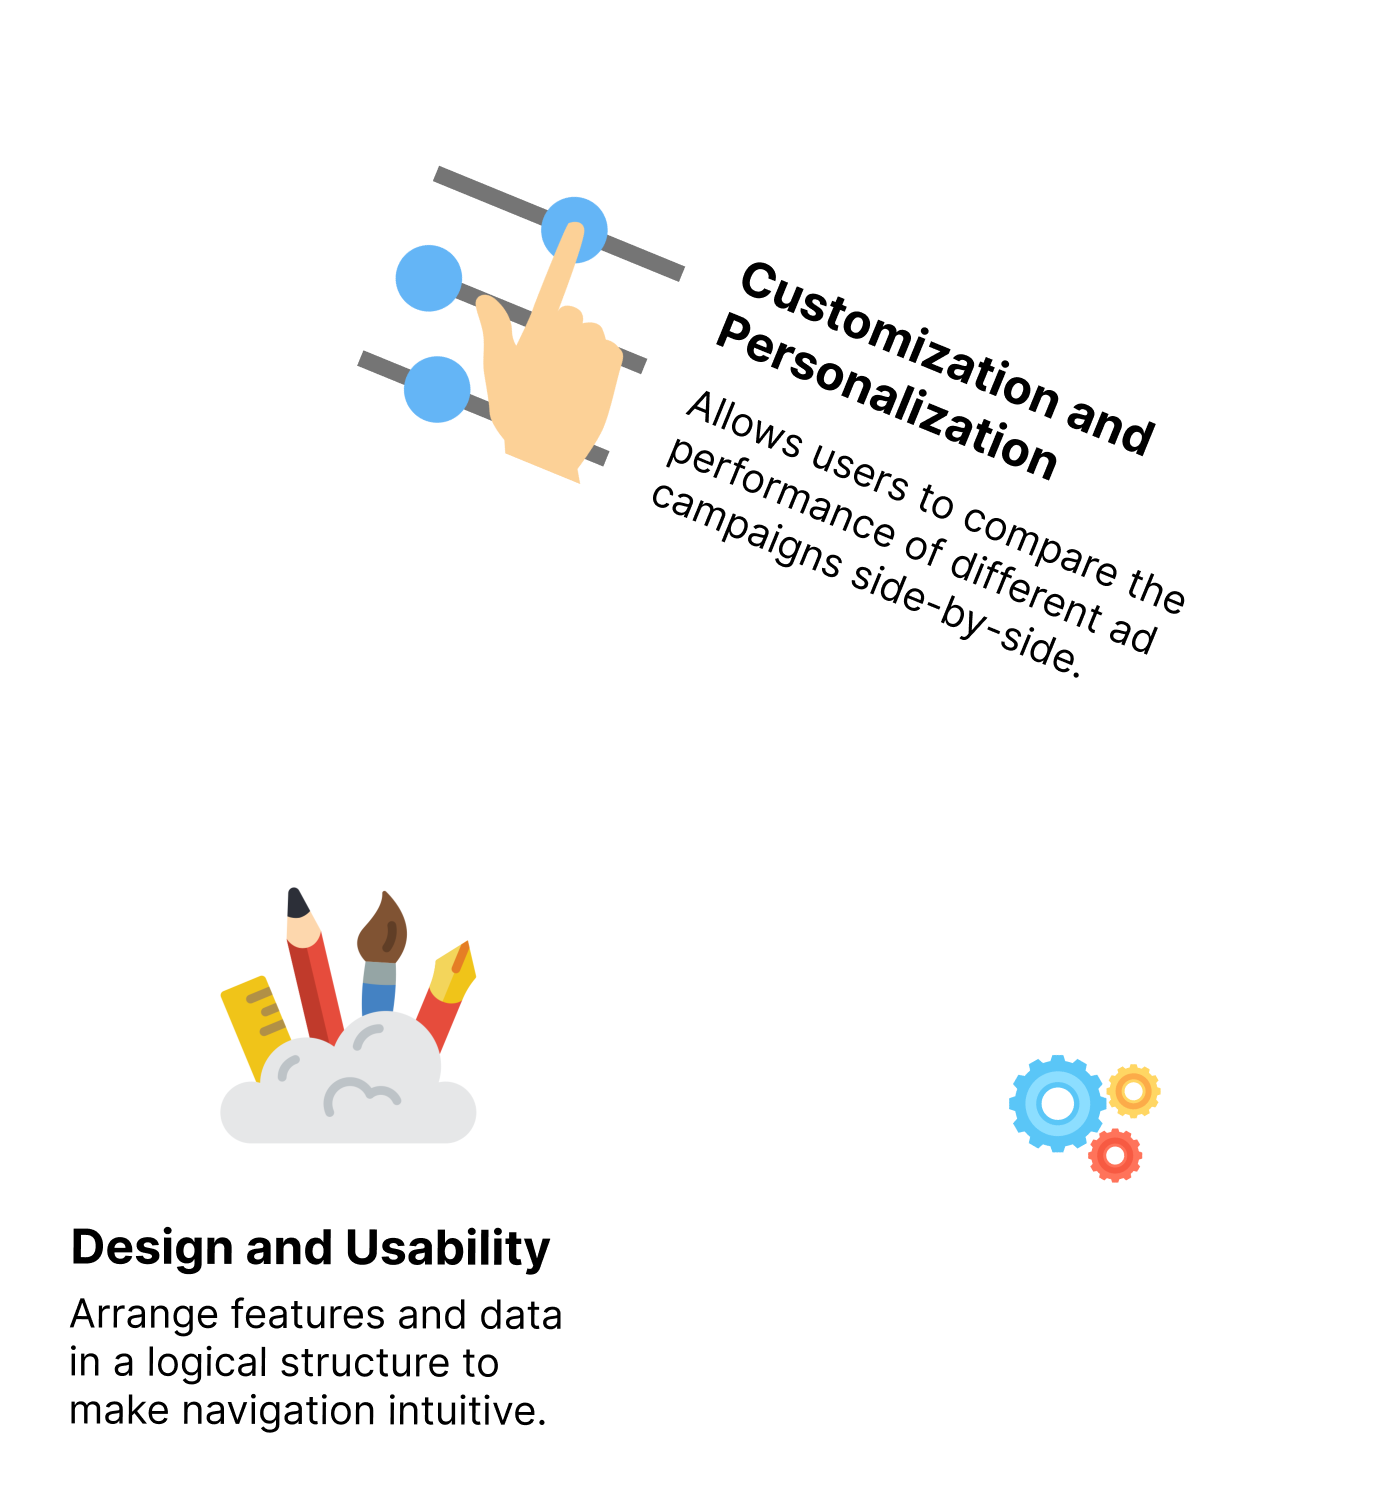 Customization and
Personalization
Allows users to compare the
performance of different ad
campaigns side-by-side.
Design and Usability
Arrange features and data
in a logical structure to
make navigation intuitive.